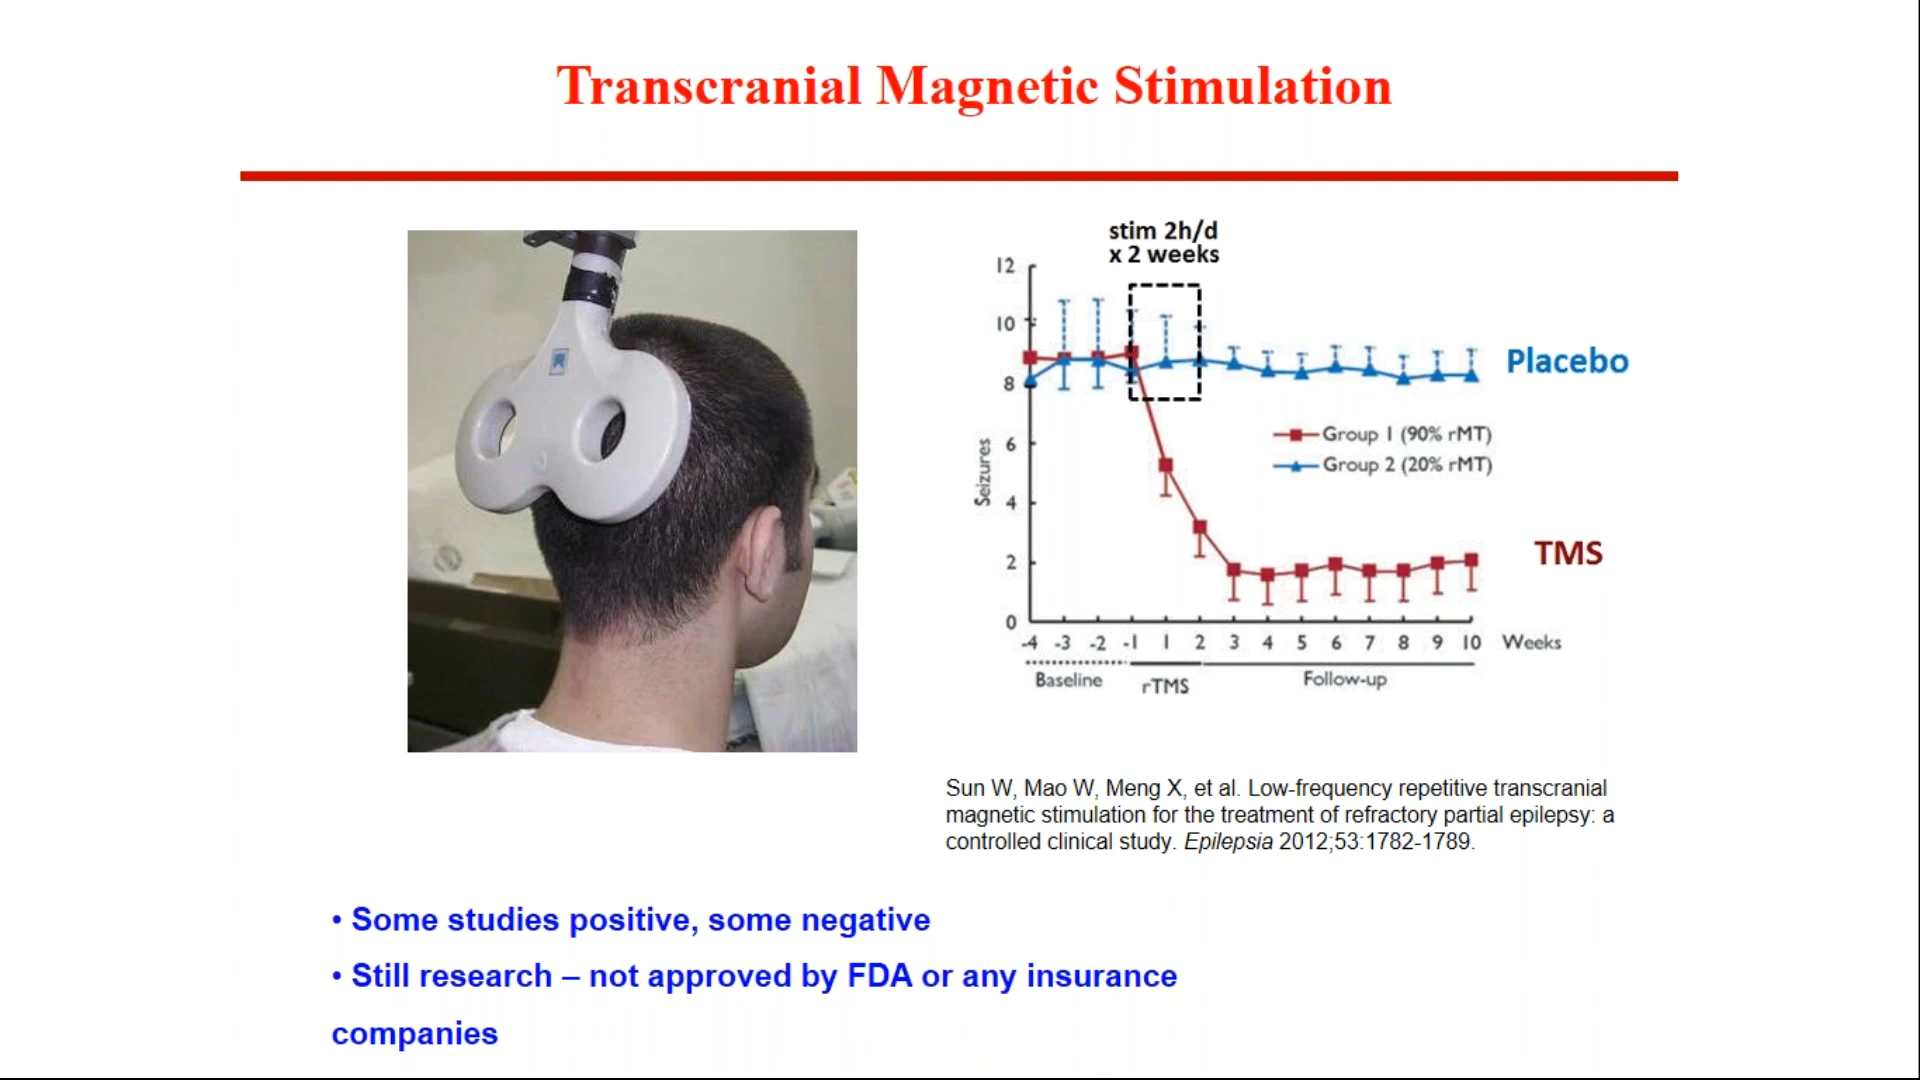 Transcranial Magnetic Stimulation
stim 2h/d
x 2 weeks
12
10
8
6
4
2
0
Seizures
Placebo
Group 1 (90% rMT)
Group 2 (20% rMT)
TMS
-4 -3 -2 -1 1 2 3 4 5 6 7 8 9 10 Weeks
Baseline rTMS Follow-up
Sun W, Mao W, Meng X, et al. Low-frequency repetitive transcranial
magnetic stimulation for the treatment of refractory partial epilepsy: a
controlled clinical study. Epilepsia 2012;53:1782-1789.
• Some studies positive, some negative
• Still research – not approved by FDA or any insurance
companies